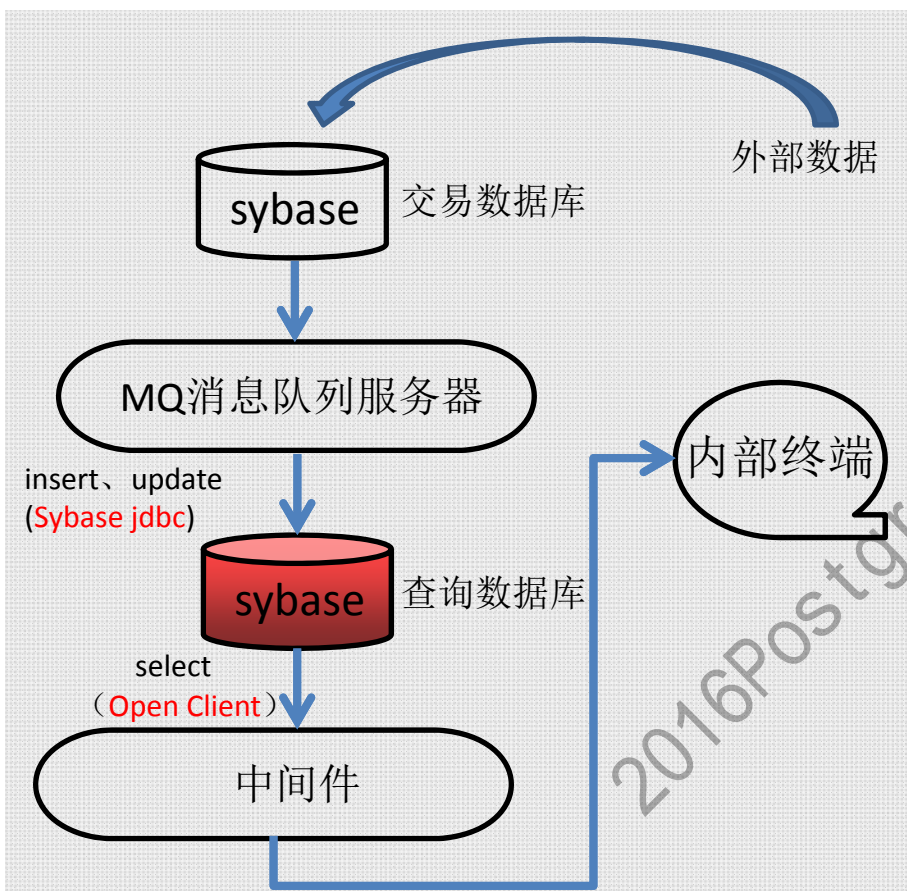 外部数据
sybase
交易数据库
MQ消息队列服务器
insert、update
(Sybase jdbc)
内部终端
sybase
查询数据库
select
（Open Client）
中间件
2016Postgr